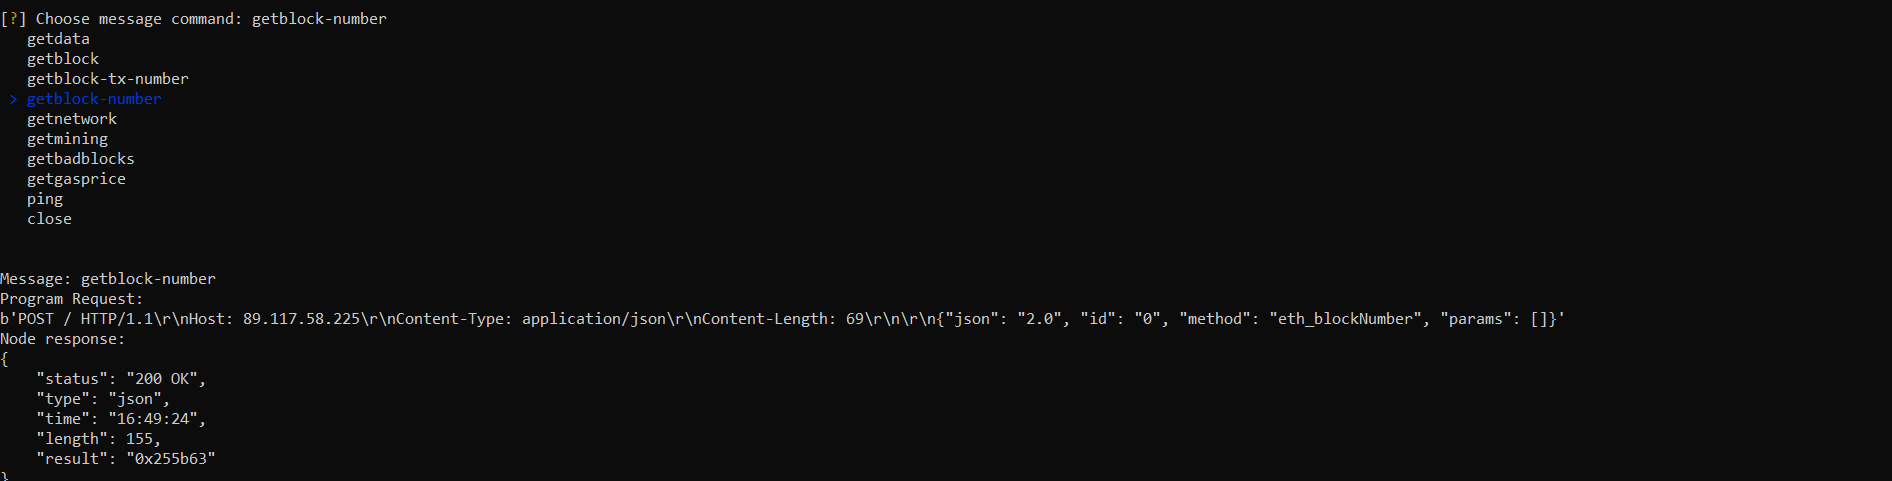 [?] Choose message command: getblock-number
getdata
getblock
getblock-tx-number
> getblock-number
getnetwork
getmining
getbadblocks
getgasprice
ping
close
Message: getblock-number
Program Request:
b'POST / HTTP/1.1\r\nHost: 89.117.58.225\r\nContent-Type: application/json\r\nContent-Length: 69\r\n\r\n{"json": "2.0", "id": "0", "method": "eth_blockNumber", "params": []}'
Node response:
{
"status": "200 OK",
"type": "json",
"time": "16:49:24",
"length": 155,
"result": "0x255b63"
}